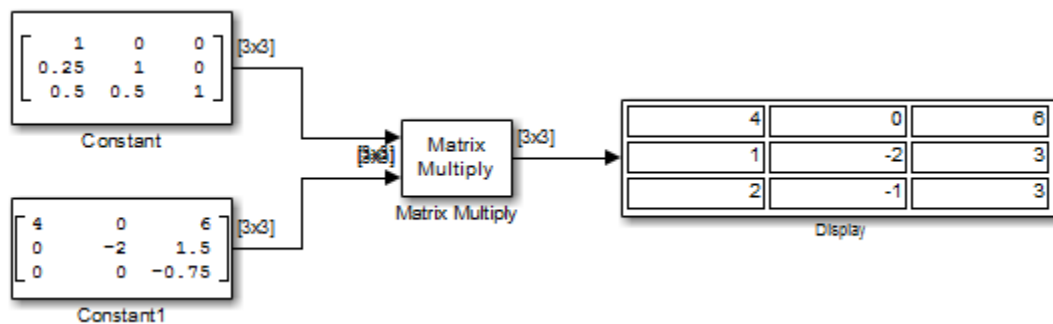 1 0 0
0.25 1 0
0.5 0.5 1
[3x3]
Constant
4 0 6
0 -2 1.5
0 0 -0.75
[3x3]
Constant1
Matrix
Multiply
Matrix Multiply
[3x3]
4 0 6
1 -2 3
2 -1 3
Display